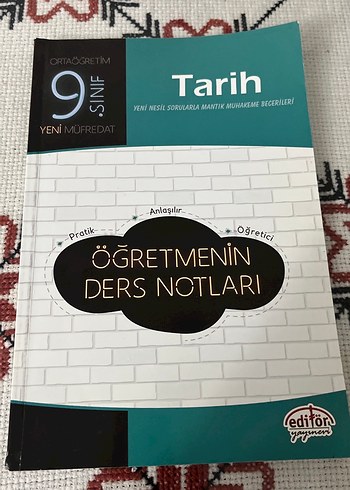 ORTAÖĞRETİM
9.SINIF
YENİ MÜFREDAT
Tarih
YENİ NESİL SORULARLA MANTIK MUHAKEME BECERİLERİ
Pratik
Anlaşılır
Öğretici
ÖĞRETMENİN
DERS NOTLARI
editör
yayınevi